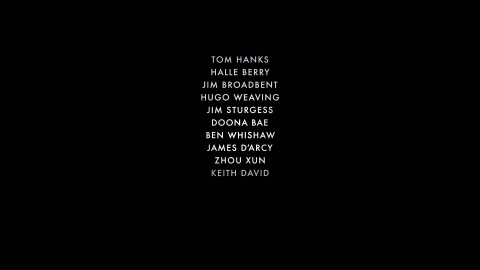 TOM HANKS
HALLE BERRY
JIM BROADBENT
HUGO WEAVING
JIM STURGESS
DOONA BAE
BEN WHISHAW
JAMES D'ARCY
ZHOU XUN
KEITH DAVID